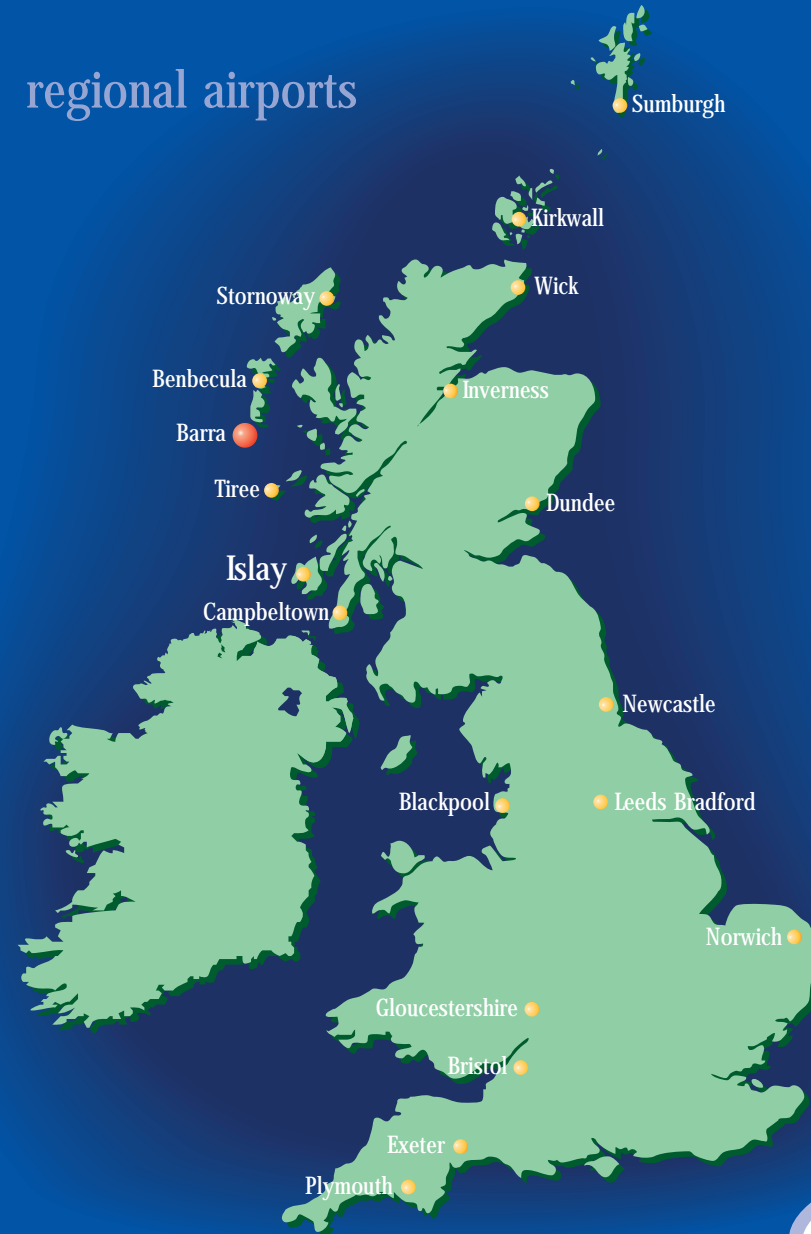 regional airports
Sumburgh
Kirkwall
Wick
Stornoway
Benbecula
Inverness
Barra
Tiree
Dundee
Islay
Campbeltown
Newcastle
Blackpool
Leeds Bradford
Norwich
Gloucestershire
Bristol
Exeter
Plymouth